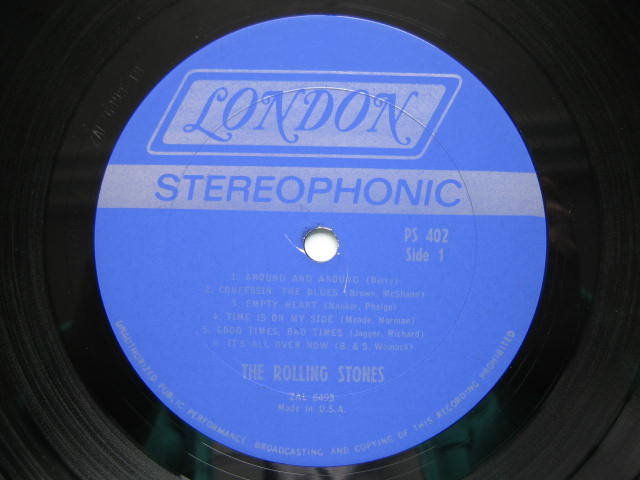 LONDON
STEREOPHONIC
PS 402
Side 1
1. AROUND AND AROUND (Berry)
2. CONFESSIN' THE BLUES (Brown, McShann)
3. EMPTY HEART (Nanker, Phelge)
4. TIME IS ON MY SIDE (Meade, Norman)
5. GOOD TIMES, BAD TIMES (Jagger, Richard)
6. IT'S ALL OVER NOW (B. & S. Womack)
THE ROLLING STONES
ZAL 6493
Made in U.S.A.
UNAUTHORIZED PUBLIC PERFORMANCE, BROADCASTING AND COPYING OF THIS RECORDING PROHIBITED